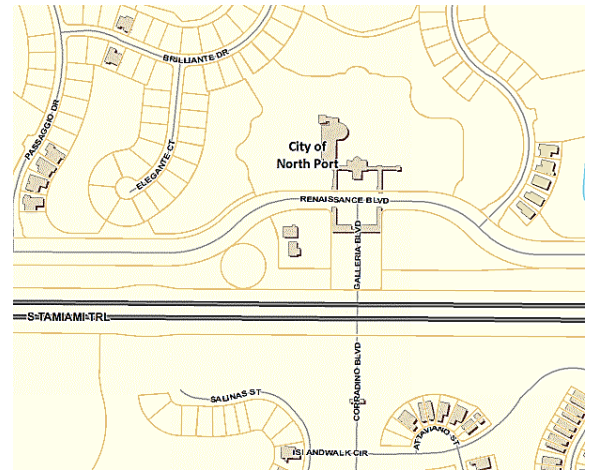 BRILLIANTE DR
PASSAGGIO DR
ELEGANTE CT
City of
North Port
RENAISSANCE BLVD
GALLERIA BLVD
S TAMIAMI TRL
CORRADINO BLVD
SALINAS ST
ATTAVIANO ST
ISLANDWALK CIR